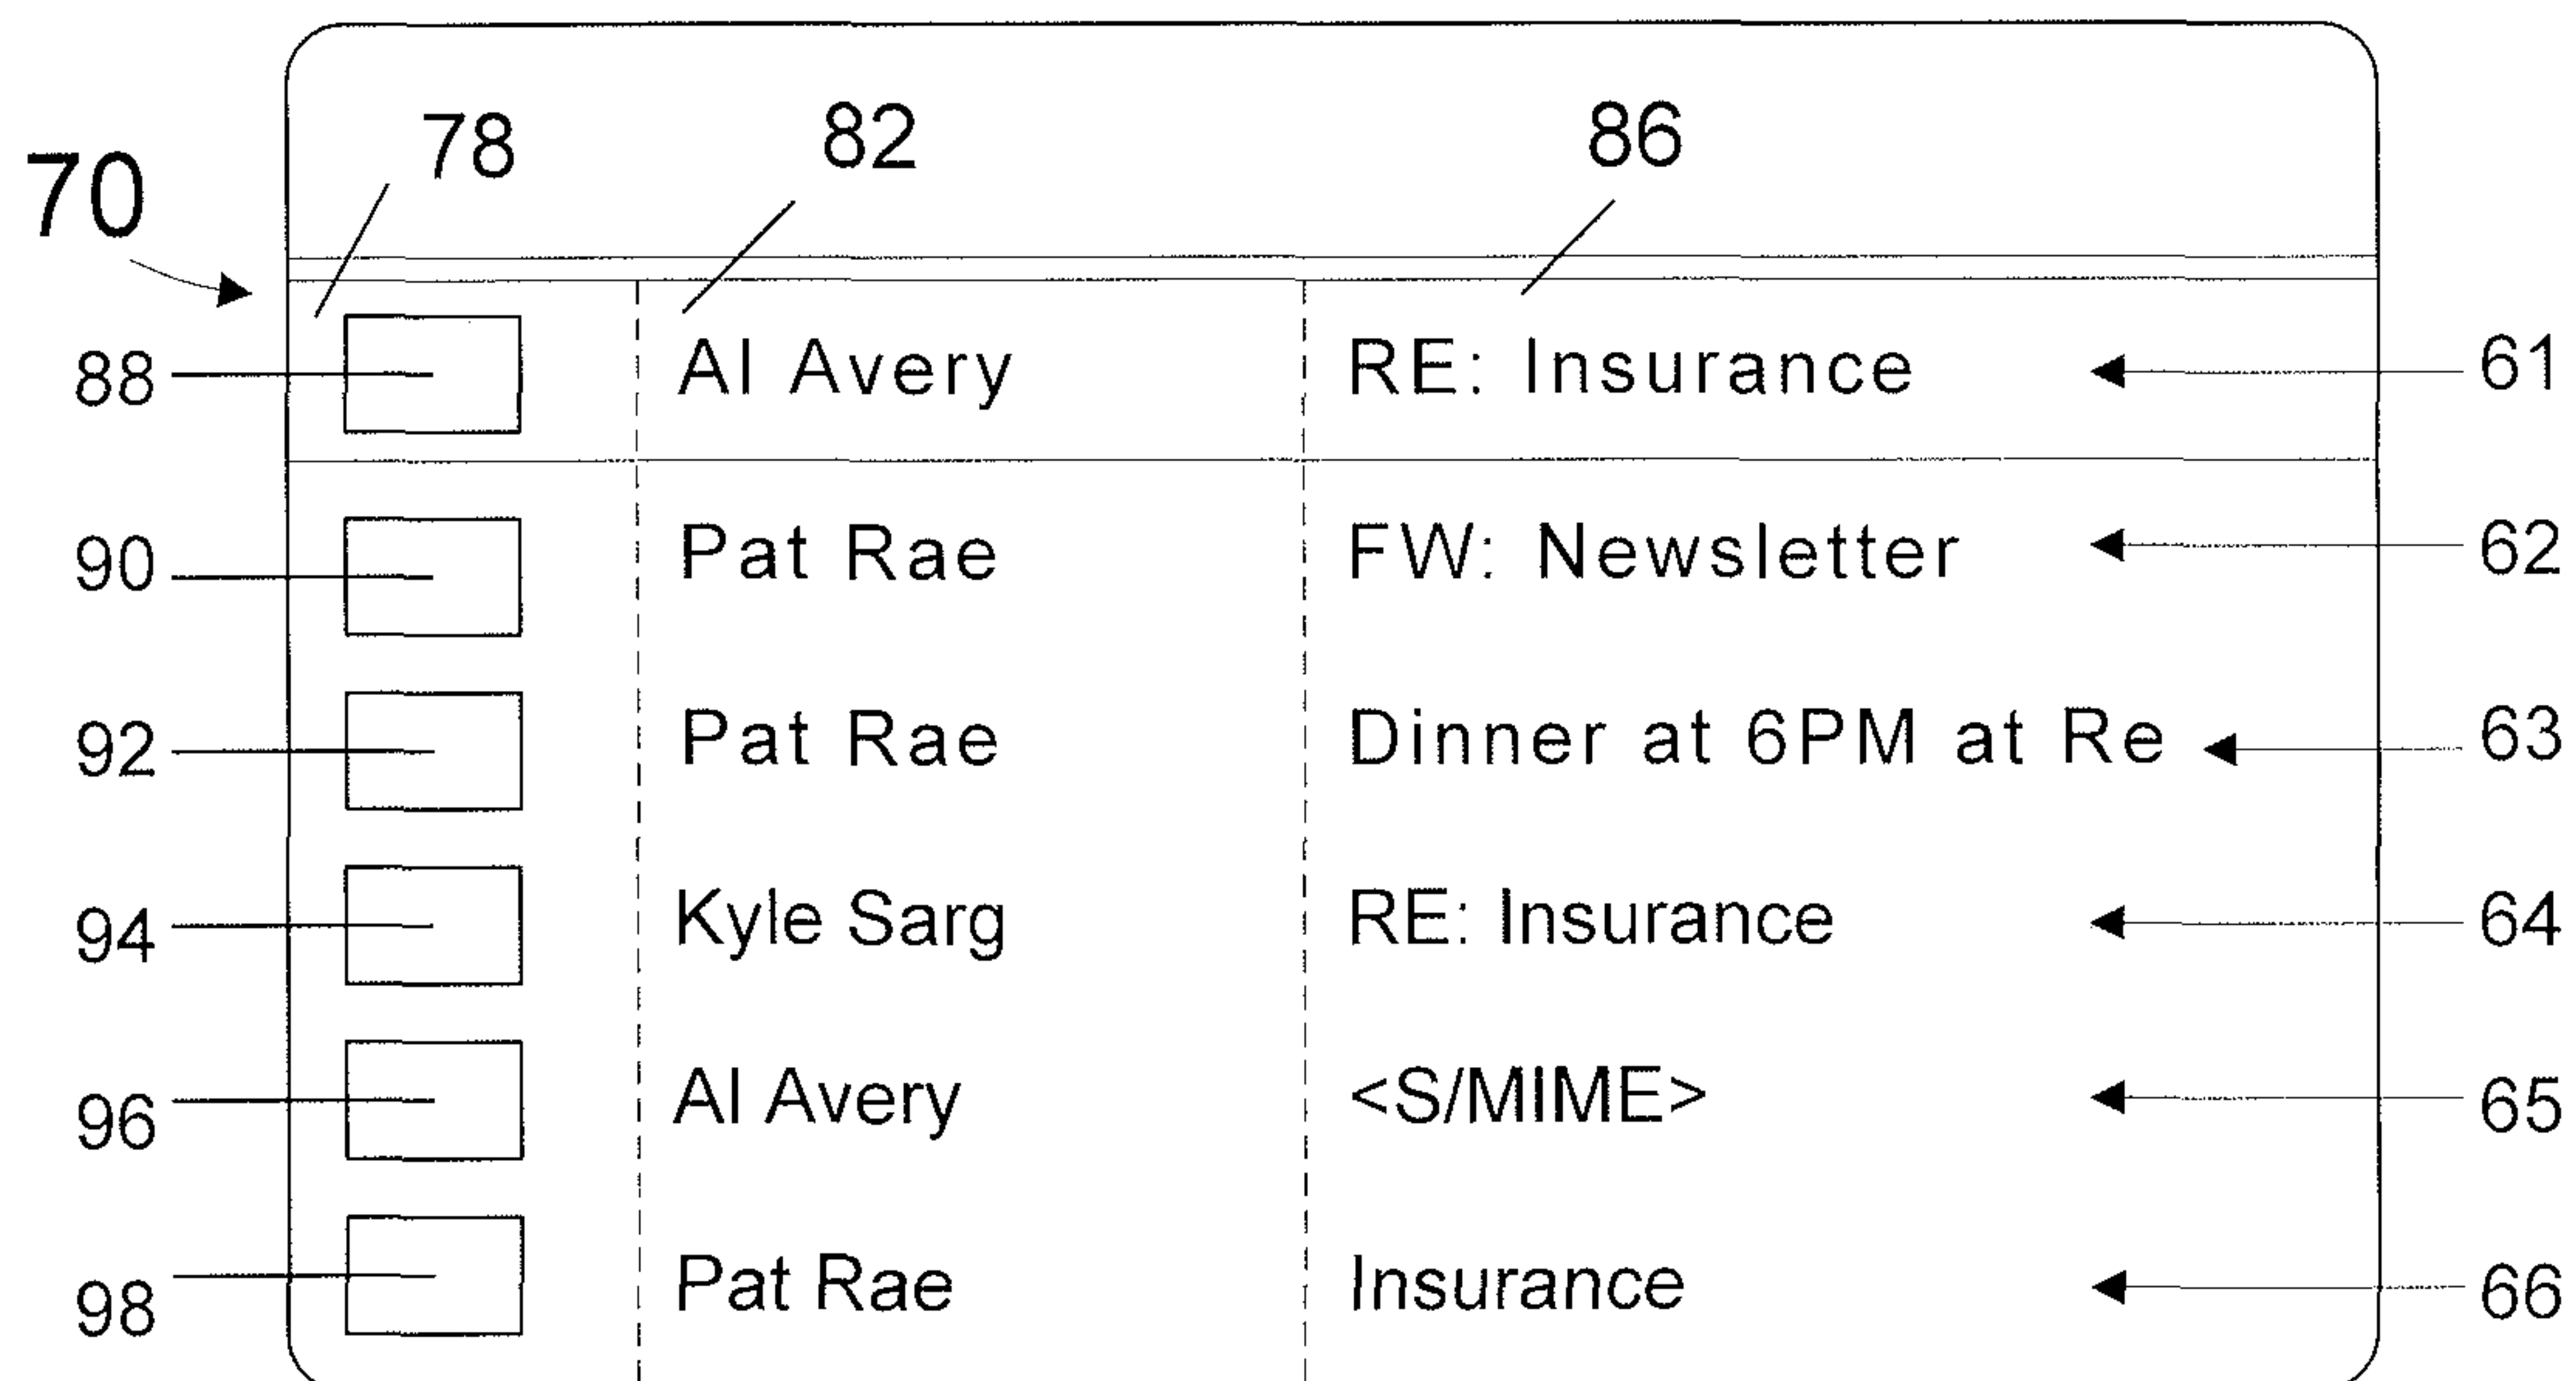 78 82 86
70
88 Al Avery RE: Insurance 61
90 Pat Rae FW: Newsletter 62
92 Pat Rae Dinner at 6PM at Re 63
94 Kyle Sarg RE: Insurance 64
96 Al Avery <S/MIME> 65
98 Pat Rae Insurance 66